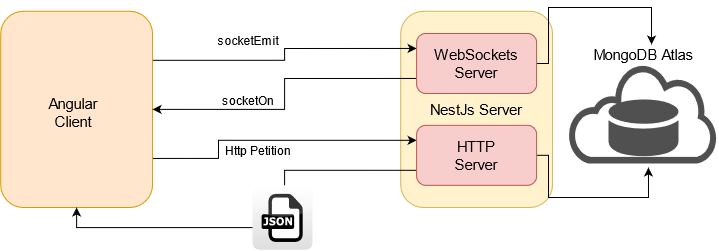 socketEmit
WebSockets
Server
MongoDB Atlas
Angular
Client
socketOn
NestJs Server
Http Petition
HTTP
Server
JSON